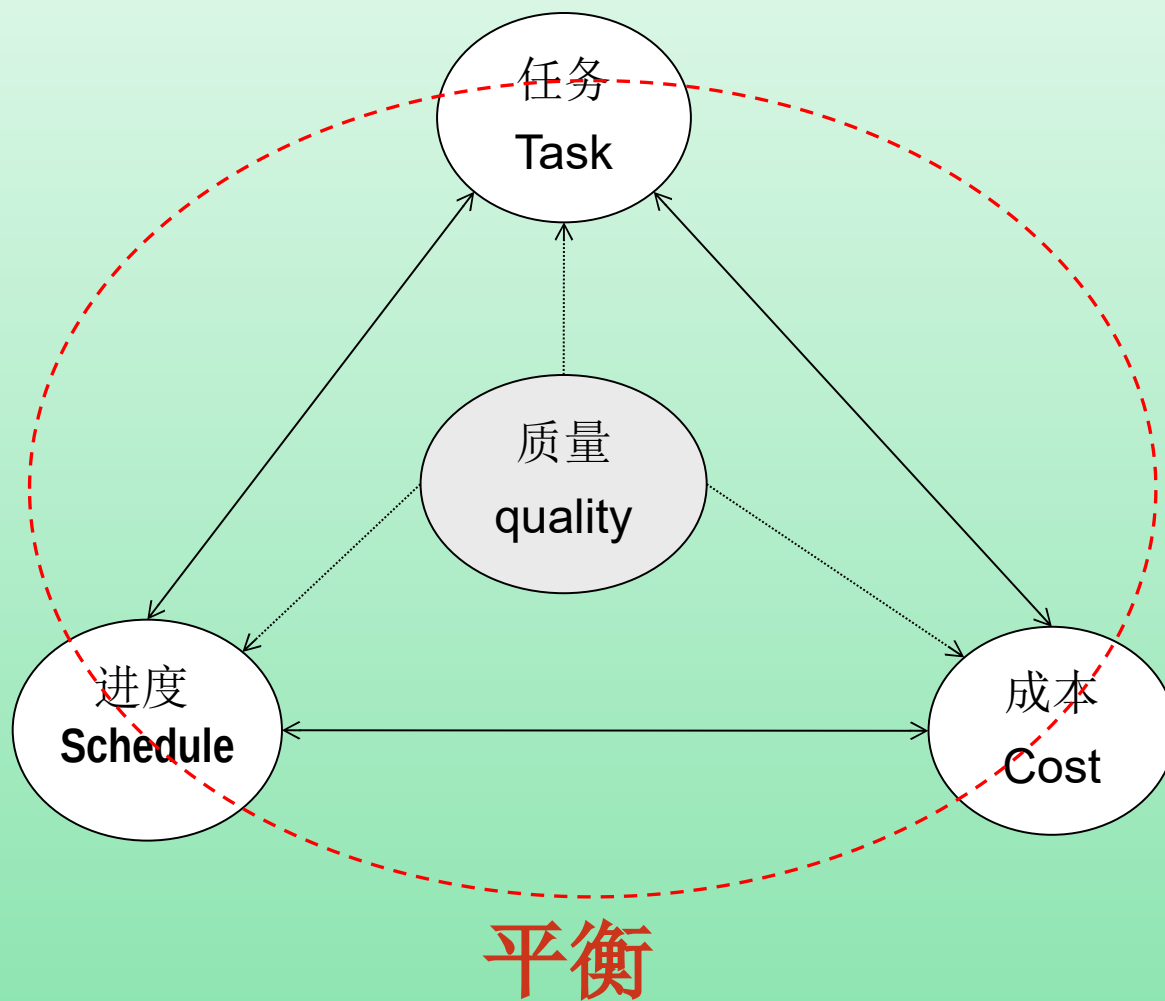 任务
Task
质量
quality
进度
Schedule
成本
Cost
平衡